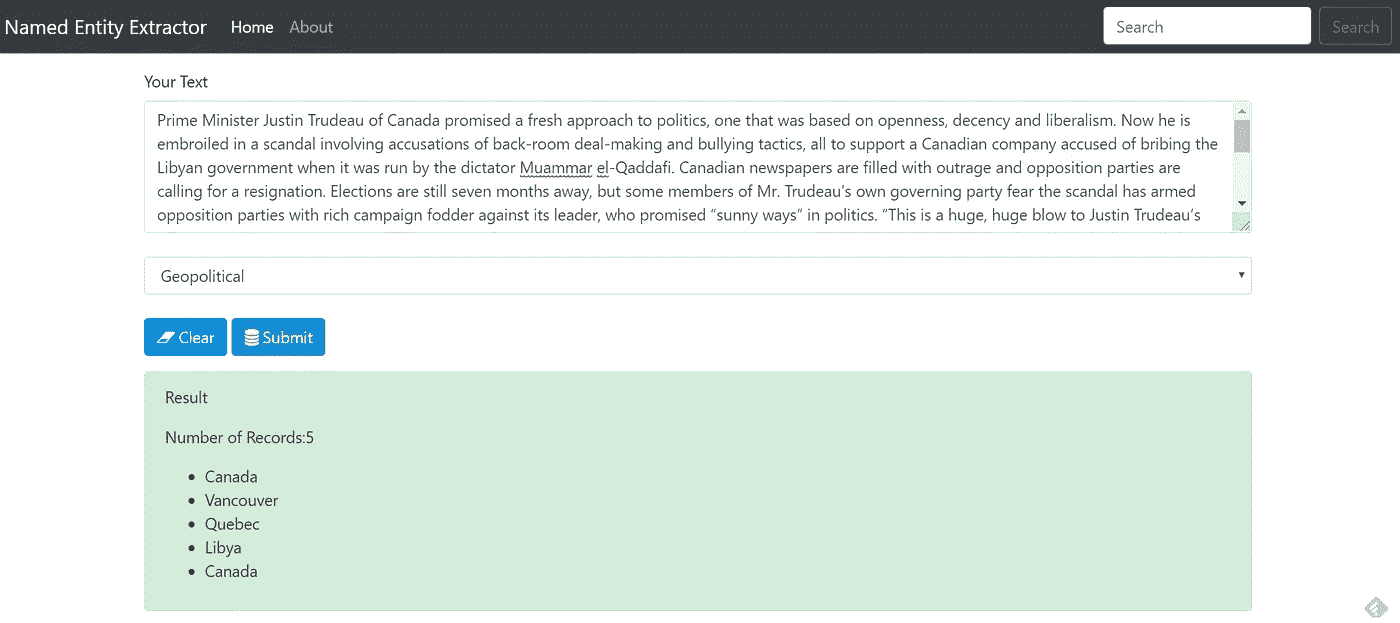 Named Entity Extractor Home About Search Search
Your Text
Prime Minister Justin Trudeau of Canada promised a fresh approach to politics, one that was based on openness, decency and liberalism. Now he is
embroiled in a scandal involving accusations of back-room deal-making and bullying tactics, all to support a Canadian company accused of bribing the
Libyan government when it was run by the dictator Muammar el-Qaddafi. Canadian newspapers are filled with outrage and opposition parties are
calling for a resignation. Elections are still seven months away, but some members of Mr. Trudeau’s own governing party fear the scandal has armed
opposition parties with rich campaign fodder against its leader, who promised “sunny ways” in politics. “This is a huge, huge blow to Justin Trudeau’s
Geopolitical
Clear Submit
Result
Number of Records:5
Canada
Vancouver
Quebec
Libya
Canada